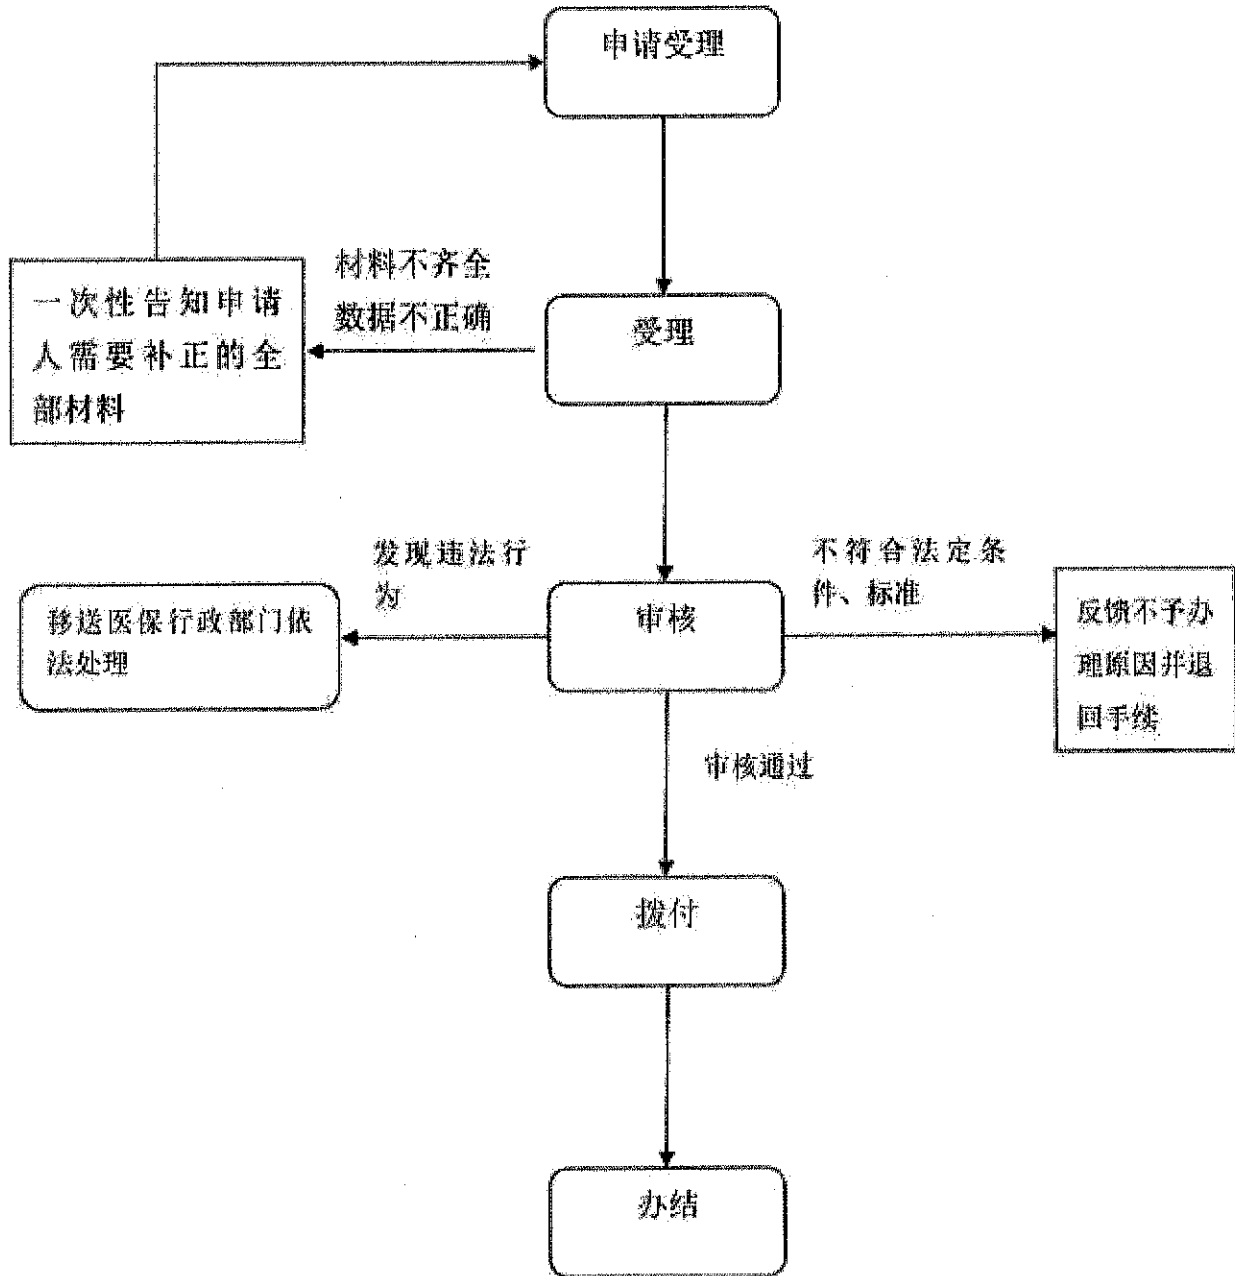 申请受理
材料不齐全
数据不正确
一次性告知申请
人需要补正的全
部材料
受理
发现违法行
为
不符合法定条
件、标准
移送医保行政部门依
法处理
审核
反馈不予办
理原因并退
回手续
审核通过
拨付
办结